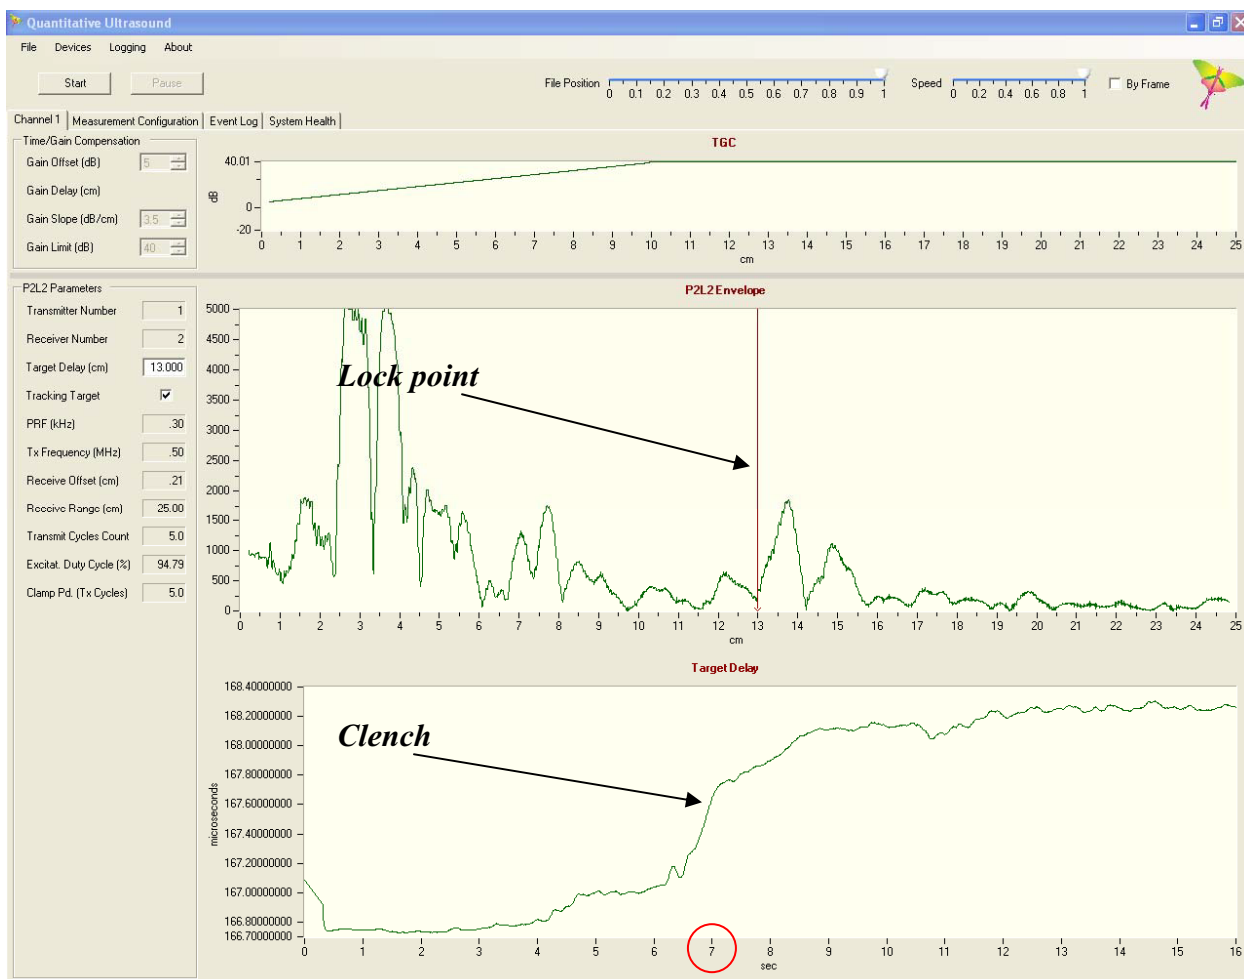 Quantitative Ultrasound
File Devices Logging About
Start Pause File Position 0 0.1 0.2 0.3 0.4 0.5 0.6 0.7 0.8 0.9 1 Speed 0 0.2 0.4 0.6 0.8 1 By Frame
Channel 1 Measurement Configuration Event Log System Health
Time/Gain Compensation
Gain Offset (dB) 5
Gain Delay (cm)
Gain Slope (dB/cm) 3.5
Gain Limit (dB) 40
TGC
40.01
0
-20
dB
0 1 2 3 4 5 6 7 8 9 10 11 12 13 14 15 16 17 18 19 20 21 22 23 24 25
cm
P2L2 Parameters
Transmitter Number 1
Receiver Number 2
Target Delay (cm) 13.000
Tracking Target
PRF (kHz) .30
Tx Frequency (MHz) .50
Receive Offset (cm) .21
Receive Range (cm) 25.00
Transmit Cycles Count 5.0
Excitat. Duty Cycle (%) 94.79
Clamp Pd. (Tx Cycles) 5.0
P2L2 Envelope
5000
4500
4000
3500
3000
2500
2000
1500
1000
500
0
Lock point
0 1 2 3 4 5 6 7 8 9 10 11 12 13 14 15 16 17 18 19 20 21 22 23 24 25
cm
Target Delay
168.40000000
168.20000000
168.00000000
167.80000000
167.60000000
167.40000000
167.20000000
167.00000000
166.80000000
166.70000000
microseconds
Clench
0 1 2 3 4 5 6 7 8 9 10 11 12 13 14 15 16
sec